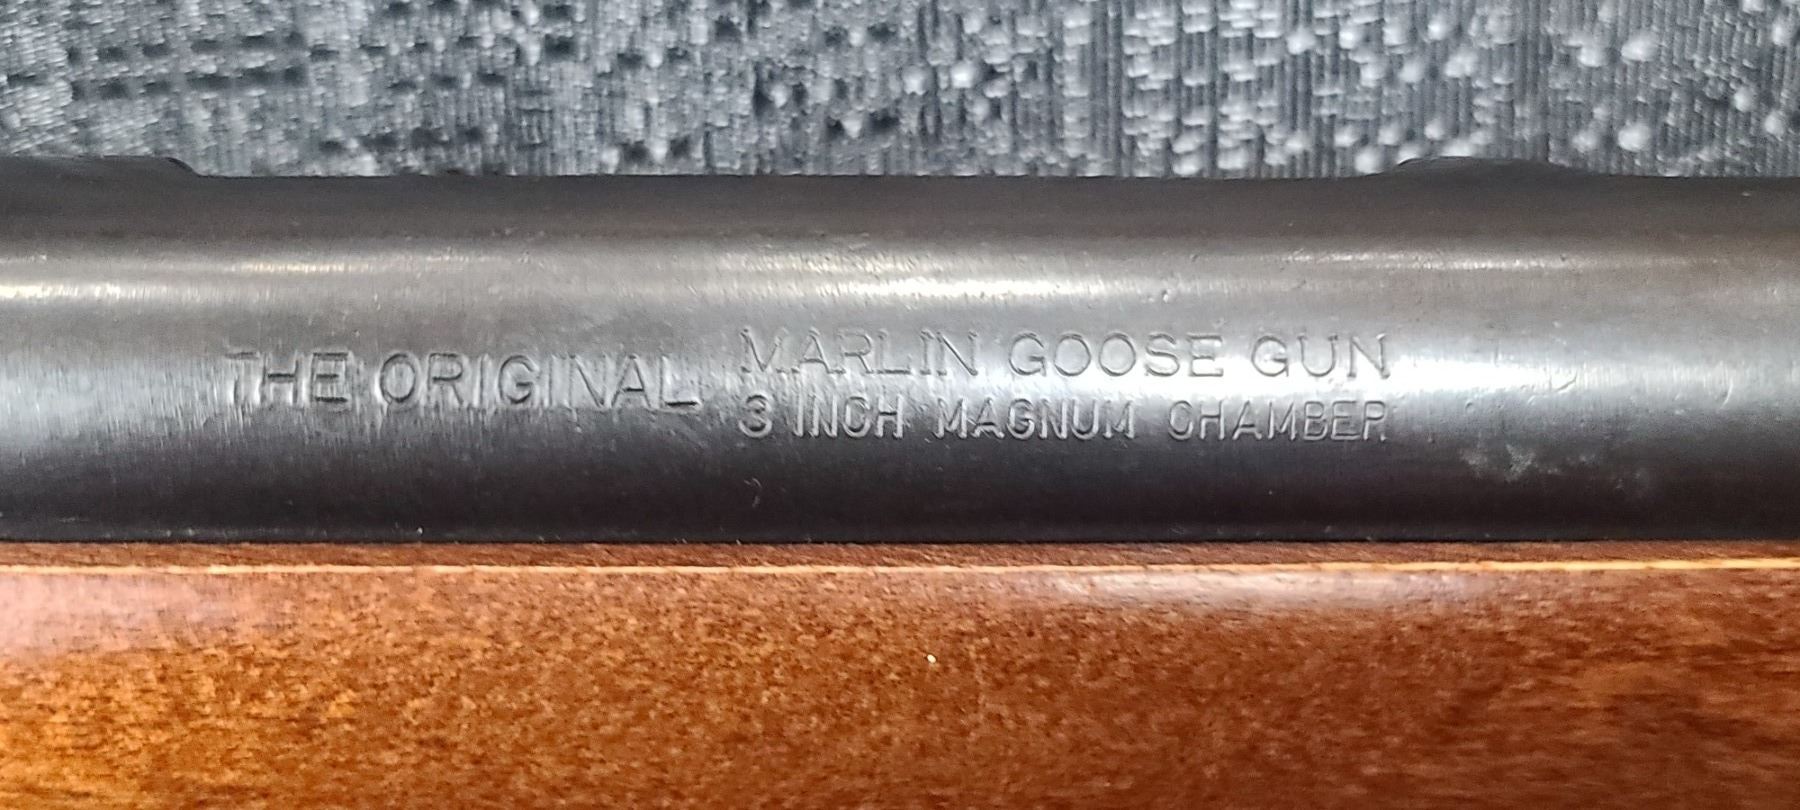 THE ORIGINAL
MARLIN GOOSE GUN
3 INCH MAGNUM CHAMBER